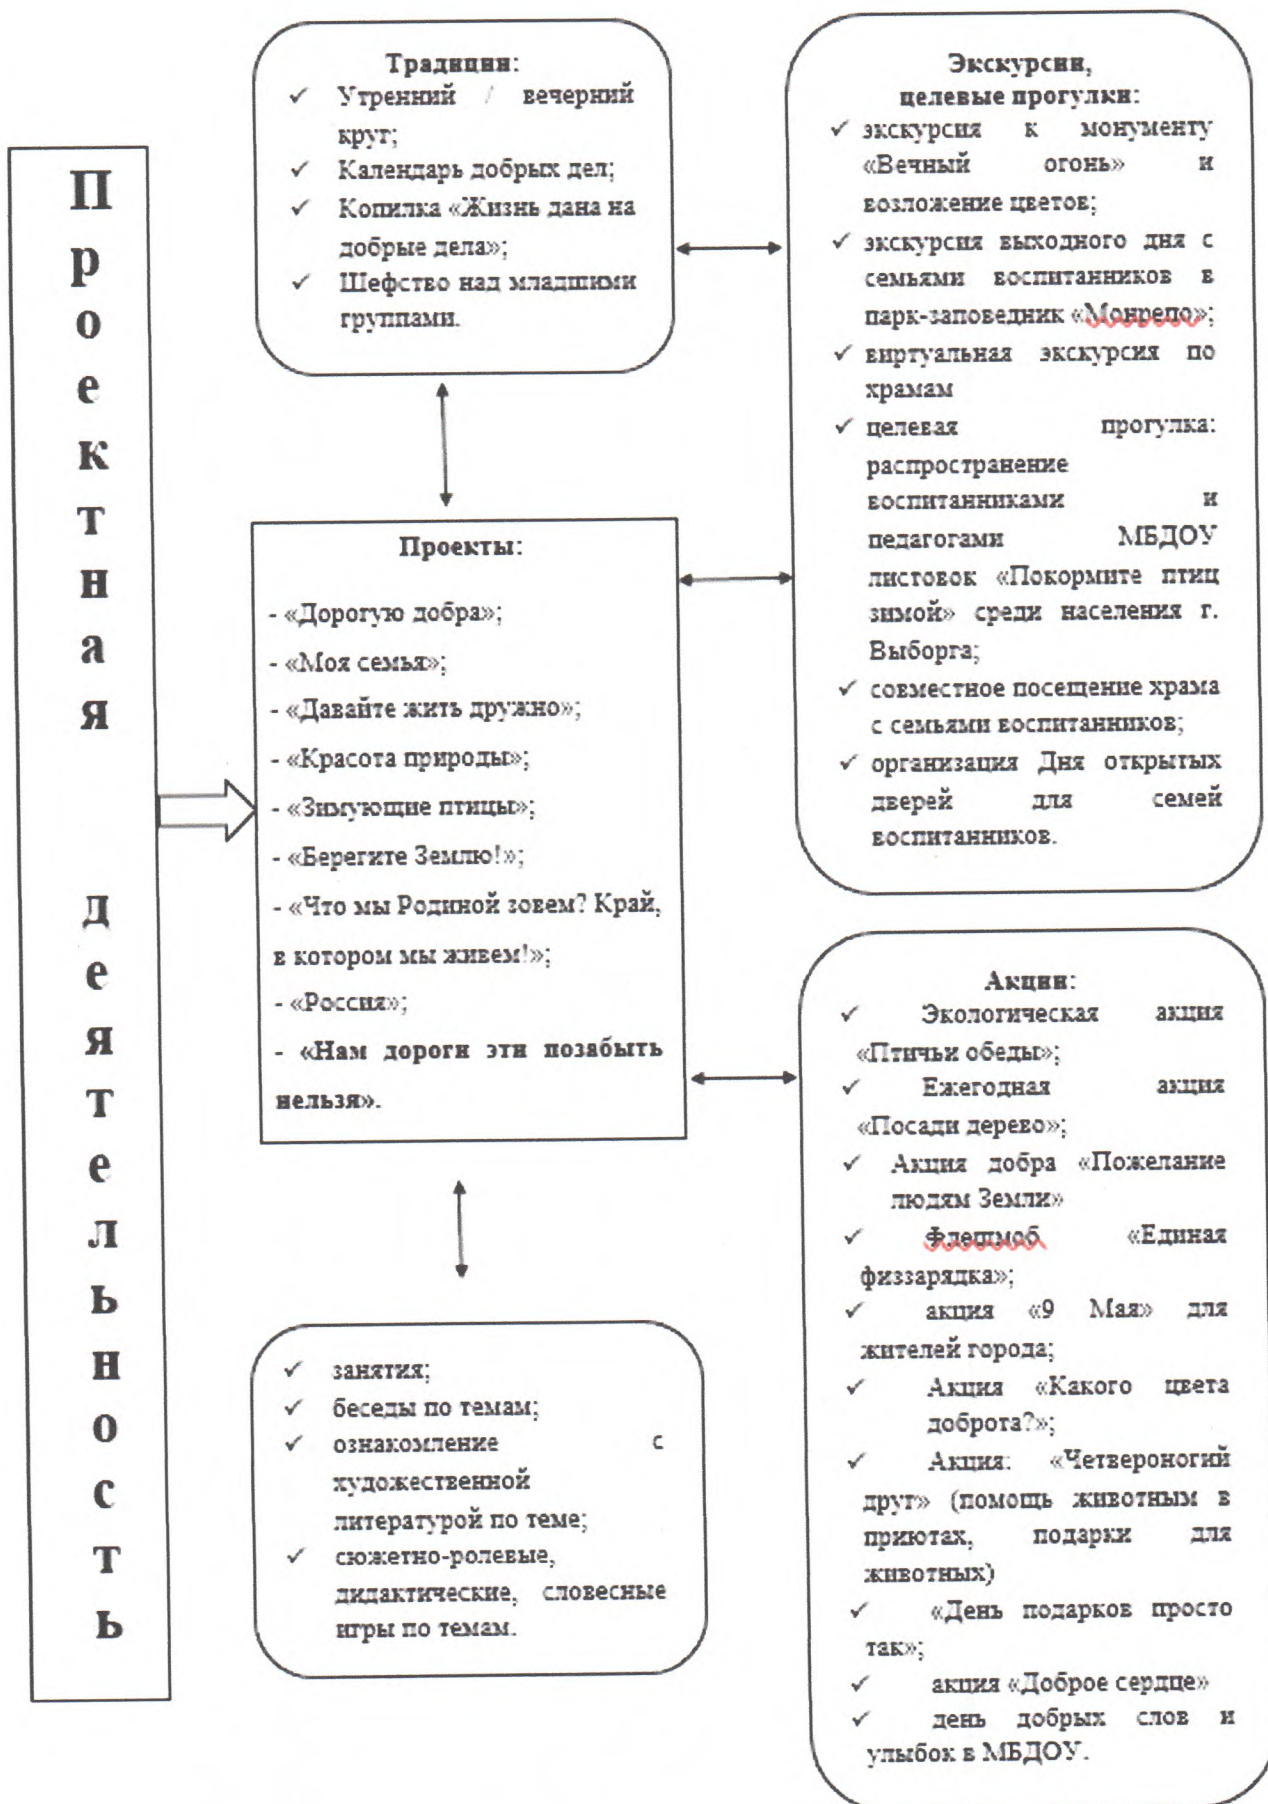 Проектная деятельность
Традиции:
✓ Утренний / вечерний
круг;
✓ Календарь добрых дел;
✓ Копилка «Жизнь дана на
добрые дела»;
✓ Шефство над младшими
группами.
Проекты:
- «Дорогую добра»;
- «Моя семья»;
- «Давайте жить дружно»;
- «Красота природы»;
- «Зимующие птицы»;
- «Берегите Землю!»;
- «Что мы Родиной зовем? Край,
в котором мы живем!»;
- «Россия»;
- «Нам дороги эти позабыть
нельзя».
✓ занятия;
✓ беседы по темам;
✓ ознакомление с
художественной
литературой по теме;
✓ сюжетно-ролевые,
дидактические, словесные
игры по темам.
Экскурсии,
целевые прогулки:
✓ экскурсия к монументу
«Вечный огонь» и
возложение цветов;
✓ экскурсия выходного дня с
семьями воспитанников в
парк-заповедник «Монрепо»;
✓ виртуальная экскурсия по
храмам
✓ целевая прогулка:
распространение
воспитанниками и
педагогами МБДОУ
листовок «Покормите птиц
зимой» среди населения г.
Выборга;
✓ совместное посещение храма
с семьями воспитанников;
✓ организация Дня открытых
дверей для семей
воспитанников.
Акции:
✓ Экологическая акция
«Птичьи обеды»;
✓ Ежегодная акция
«Посади дерево»;
✓ Акция добра «Пожелание
людям Земли»
✓ Флешмоб «Единая
физзарядка»;
✓ акция «9 Мая» для
жителей города;
✓ Акция «Какого цвета
доброта?»;
✓ Акция: «Четвероногий
друг» (помощь животным в
приютах, подарки для
животных)
✓ «День подарков просто
так»;
✓ акция «Доброе сердце»
✓ день добрых слов и
улыбок в МБДОУ.